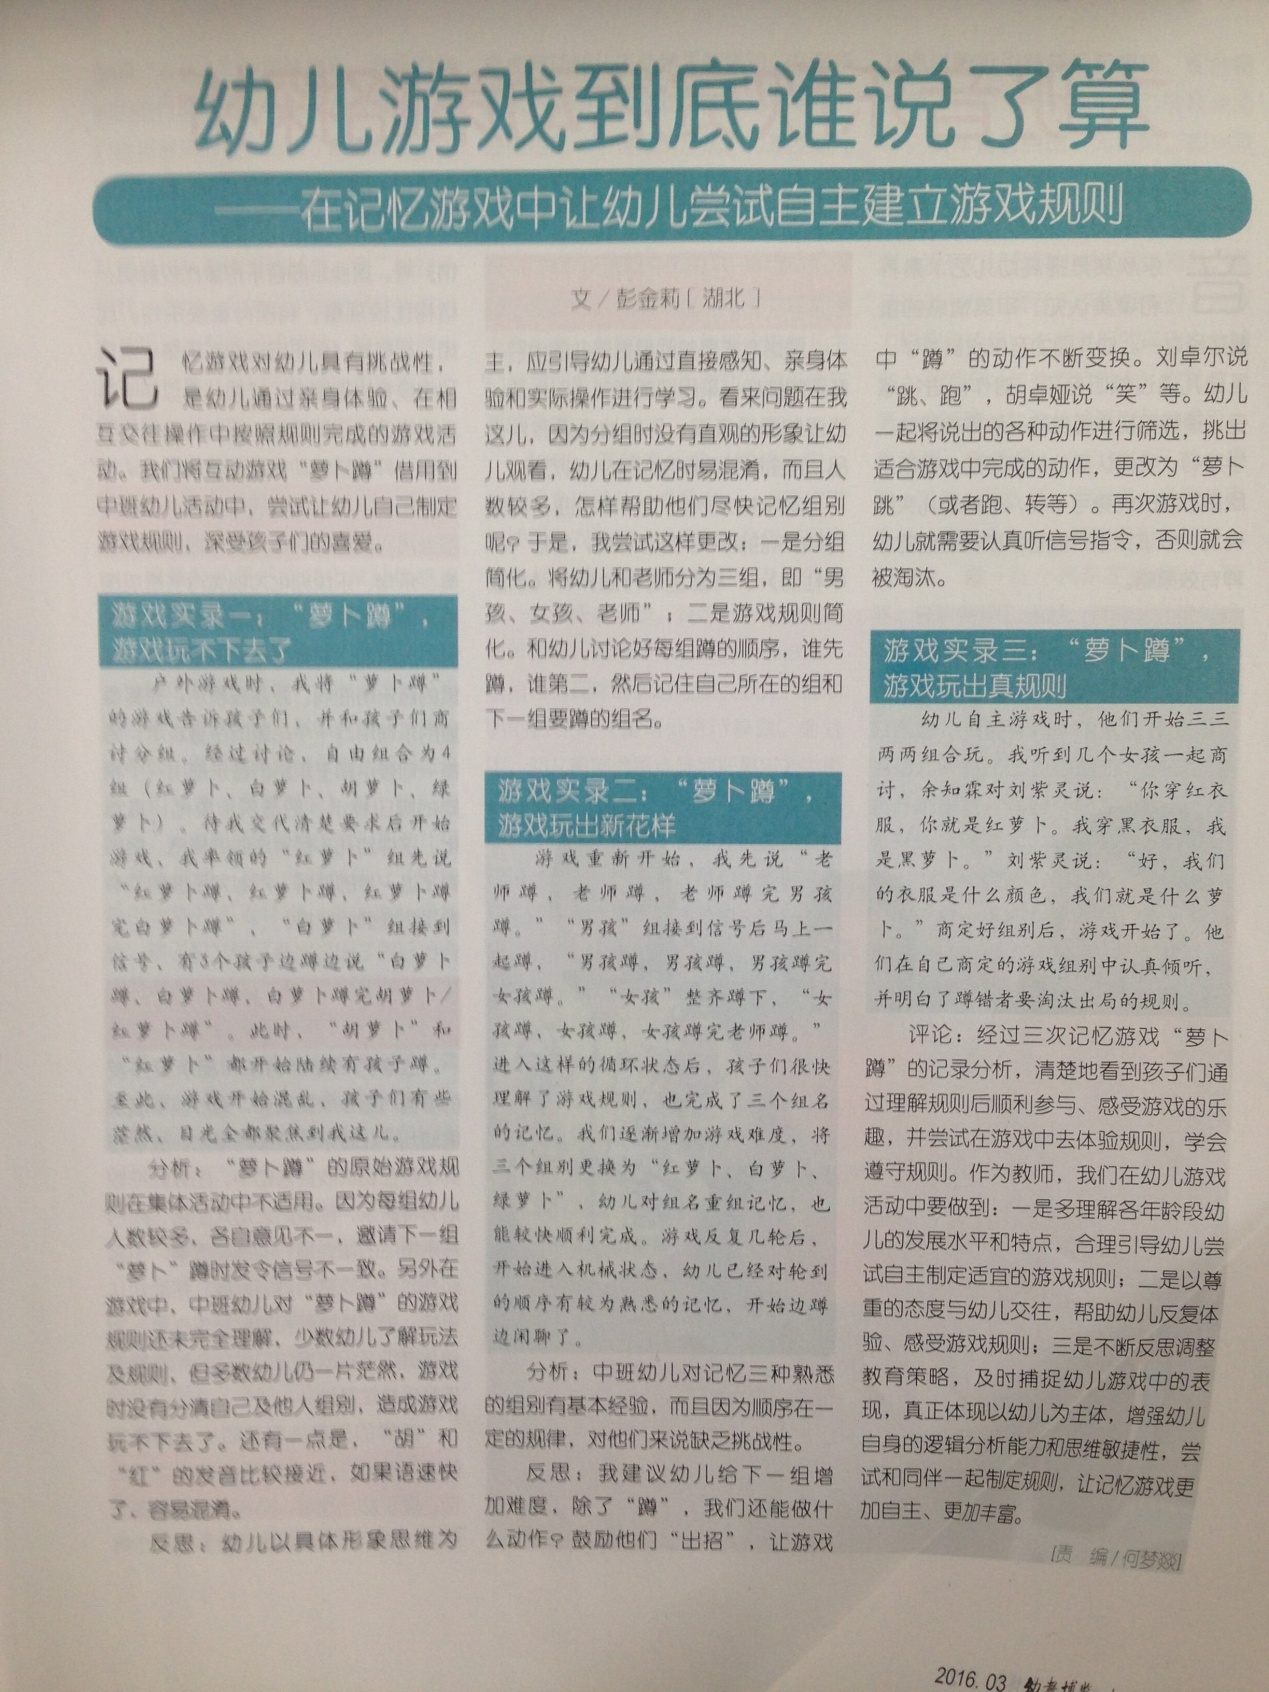 幼儿游戏到底谁说了算
——在记忆游戏中让幼儿尝试自主建立游戏规则
文／彭金莉［湖北］
记忆游戏对幼儿具有挑战性，
是幼儿通过亲身体验、在相
互交往操作中按照规则完成的游戏活
动。我们将互动游戏“萝卜蹲”借用到
中班幼儿活动中，尝试让幼儿自己制定
游戏规则，深受孩子们的喜爱。
游戏实录一：“萝卜蹲”，
游戏玩不下去了
户外游戏时，我将“萝卜蹲”
的游戏告诉孩子们，并和孩子们商
讨分组。经过讨论，自由组合为4
组（红萝卜、白萝卜、胡萝卜、绿
萝卜）。待我交代清楚要求后开始
游戏，我率领的“红萝卜”组先说
“红萝卜蹲、红萝卜蹲、红萝卜蹲
完白萝卜蹲”，“白萝卜”组接到
信号，有3个孩子边蹲边说“白萝卜
蹲、白萝卜蹲、白萝卜蹲完胡萝卜/
红萝卜蹲”。此时，“胡萝卜”和
“红萝卜”都开始陆续有孩子蹲。
至此，游戏开始混乱，孩子们有些
茫然，目光全都聚焦到我这儿。
分析：“萝卜蹲”的原始游戏规
则在集体活动中不适用。因为每组幼儿
人数较多，各自意见不一，邀请下一组
“萝卜”蹲时发令信号不一致。另外在
游戏中，中班幼儿对“萝卜蹲”的游戏
规则还未完全理解，少数幼儿了解玩法
及规则，但多数幼儿仍一片茫然，游戏
时没有分清自己及他人组别，造成游戏
玩不下去了。还有一点是，“胡”和
“红”的发音比较接近，如果语速快
了，容易混淆。
反思：幼儿以具体形象思维为
主，应引导幼儿通过直接感知、亲身体
验和实际操作进行学习。看来问题在我
这儿，因为分组时没有直观的形象让幼
儿观看，幼儿在记忆时易混淆，而且人
数较多，怎样帮助他们尽快记忆组别
呢？于是，我尝试这样更改：一是分组
简化。将幼儿和老师分为三组，即“男
孩、女孩、老师”；二是游戏规则简
化。和幼儿讨论好每组蹲的顺序，谁先
蹲，谁第二，然后记住自己所在的组和
下一组要蹲的组名。
游戏实录二：“萝卜蹲”，
游戏玩出新花样
游戏重新开始，我先说“老
师蹲，老师蹲，老师蹲完男孩
蹲。”“男孩”组接到信号后马上一
起蹲，“男孩蹲，男孩蹲，男孩蹲完
女孩蹲。”“女孩”整齐蹲下，“女
孩蹲，女孩蹲，女孩蹲完老师蹲。”
进入这样的循环状态后，孩子们很快
理解了游戏规则，也完成了三个组名
的记忆。我们逐渐增加游戏难度，将
三个组别更换为“红萝卜、白萝卜、
绿萝卜”，幼儿对组名重组记忆，也
能较快顺利完成。游戏反复几轮后，
开始进入机械状态，幼儿已经对轮到
的顺序有较为熟悉的记忆，开始边蹲
边闲聊了。
分析：中班幼儿对记忆三种熟悉
的组别有基本经验，而且因为顺序在一
定的规律，对他们来说缺乏挑战性。
反思：我建议幼儿给下一组增
加难度，除了“蹲”，我们还能做什
么动作？鼓励他们“出招”，让游戏
中“蹲”的动作不断变换。刘卓尔说
“跳、跑”，胡卓娅说“笑”等。幼儿
一起将说出的各种动作进行筛选，挑出
适合游戏中完成的动作，更改为“萝卜
跳”（或者跑、转等）。再次游戏时，
幼儿就需要认真听信号指令，否则就会
被淘汰。
游戏实录三：“萝卜蹲”，
游戏玩出真规则
幼儿自主游戏时，他们开始三三
两两组合玩。我听到几个女孩一起商
讨，余知霖对刘紫灵说：“你穿红衣
服，你就是红萝卜。我穿黑衣服，我
是黑萝卜。”刘紫灵说：“好，我们
的衣服是什么颜色，我们就是什么萝
卜。”商定好组别后，游戏开始了。他
们在自己商定的游戏组别中认真倾听，
并明白了蹲错者要淘汰出局的规则。
评论：经过三次记忆游戏“萝卜
蹲”的记录分析，清楚地看到孩子们通
过理解规则后顺利参与、感受游戏的乐
趣，并尝试在游戏中去体验规则，学会
遵守规则。作为教师，我们在幼儿游戏
活动中要做到：一是多理解各年龄段幼
儿的发展水平和特点，合理引导幼儿尝
试自主制定适宜的游戏规则；二是以尊
重的态度与幼儿交往，帮助幼儿反复体
验、感受游戏规则；三是不断反思调整
教育策略，及时捕捉幼儿游戏中的表
现，真正体现以幼儿为主体，增强幼儿
自身的逻辑分析能力和思维敏捷性，尝
试和同伴一起制定规则，让记忆游戏更
加自主、更加丰富。
［责　编/何梦燚］
2016.03